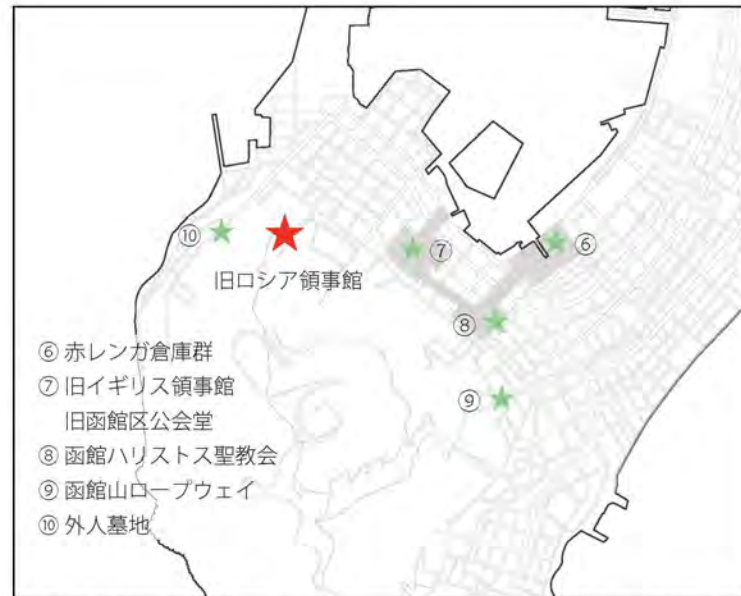 ⑩
旧ロシア領事館
⑦
⑥
⑧
⑨
⑥ 赤レンガ倉庫群
⑦ 旧イギリス領事館
旧函館区公会堂
⑧ 函館ハリストス聖教会
⑨ 函館山ロープウェイ
⑩ 外人墓地